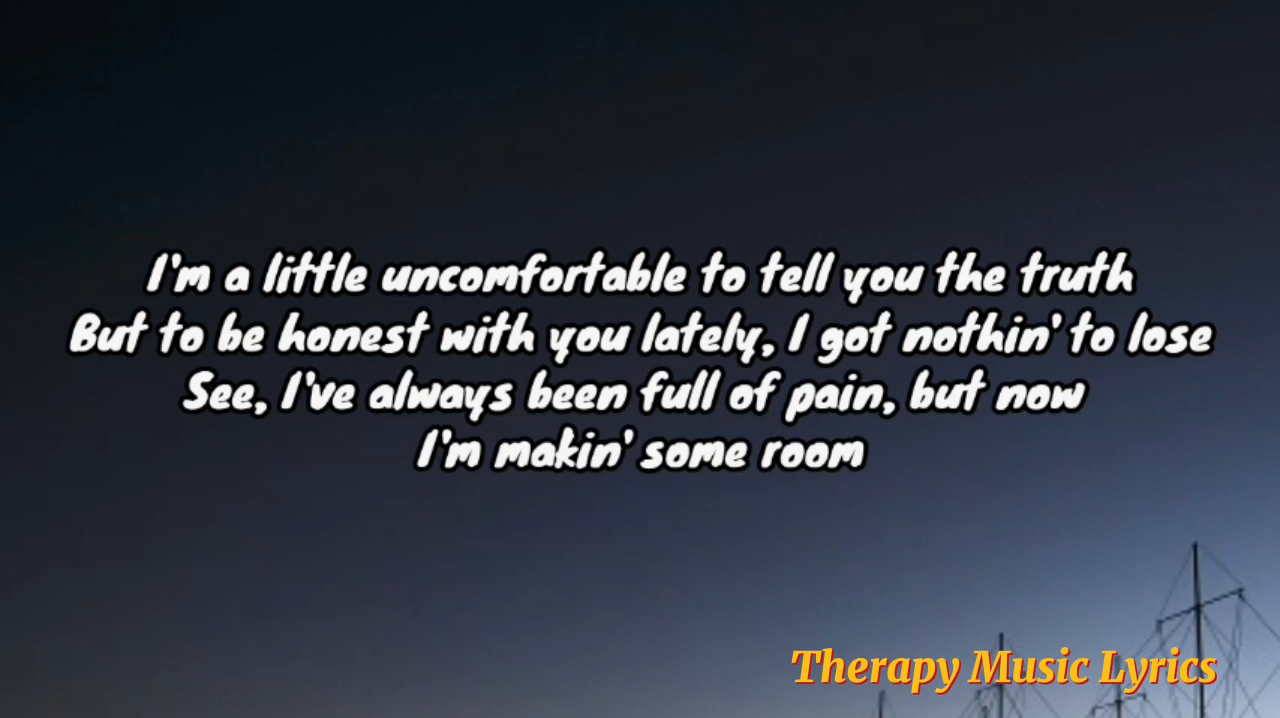 I'm a little uncomfortable to tell you the truth
But to be honest with you lately, I got nothin' to lose
See, I've always been full of pain, but now
I'm makin' some room
Therapy Music Lyrics